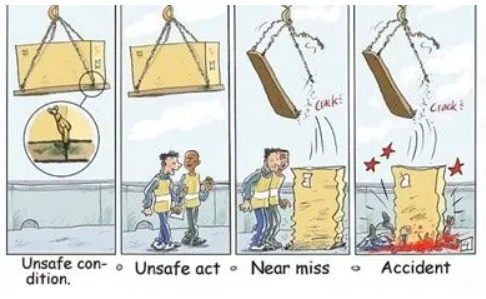 Crack!
Crack!
Unsafe con-
dition.
Unsafe act
Near miss
Accident